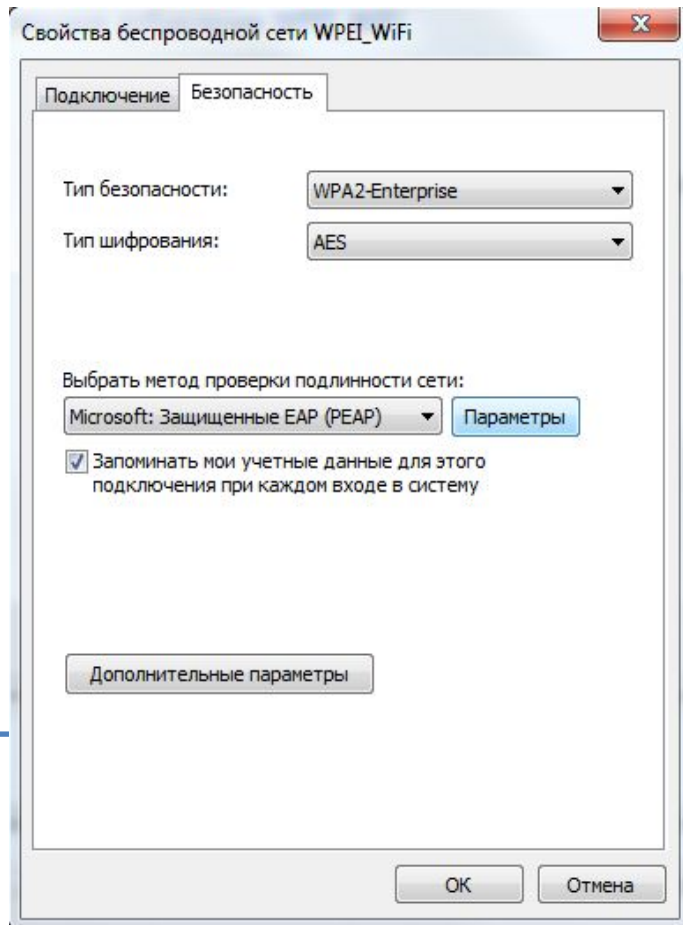 Свойства беспроводной сети WPEI_WiFi
Подключение Безопасность
Тип безопасности: WPA2-Enterprise
Тип шифрования: AES
Выбрать метод проверки подлинности сети:
Microsoft: Защищенные EAP (PEAP) Параметры
Запоминать мои учетные данные для этого
подключения при каждом входе в систему
Дополнительные параметры
ОК Отмена